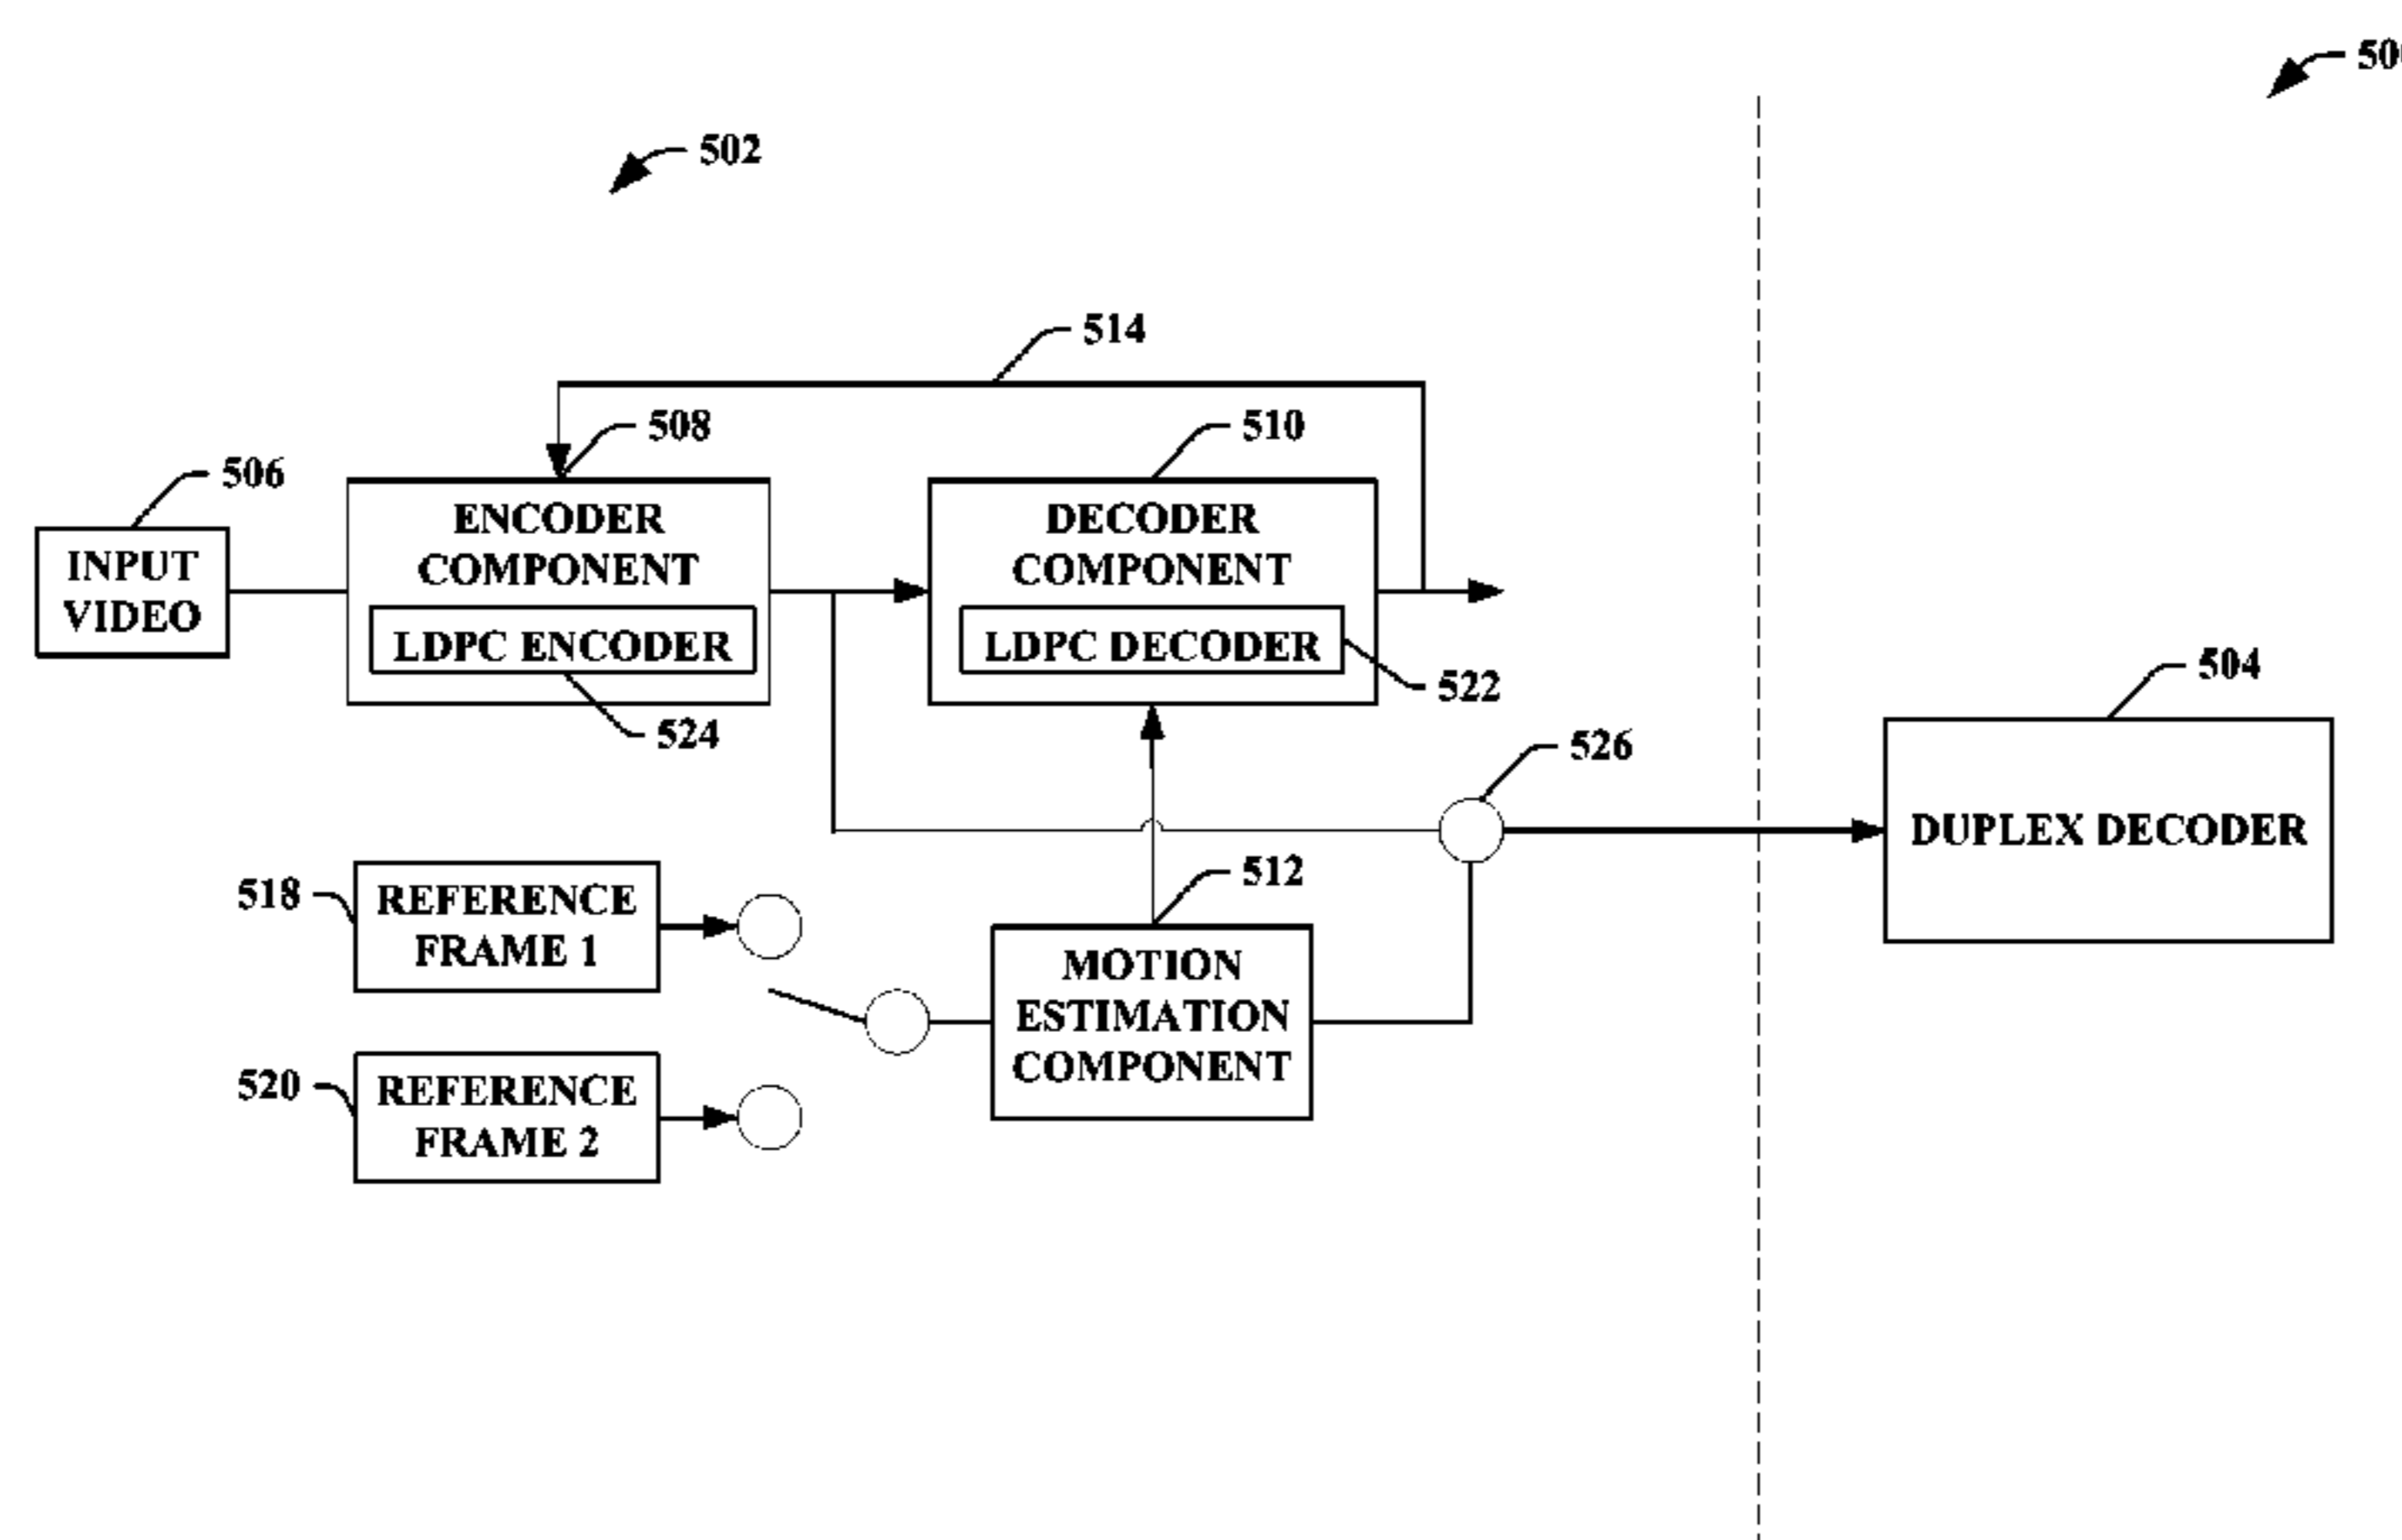 502
514
506
INPUT
VIDEO
508
ENCODER
COMPONENT
LDPC ENCODER
524
510
DECODER
COMPONENT
LDPC DECODER
522
526
504
DUPLEX DECODER
518
REFERENCE
FRAME 1
520
REFERENCE
FRAME 2
512
MOTION
ESTIMATION
COMPONENT